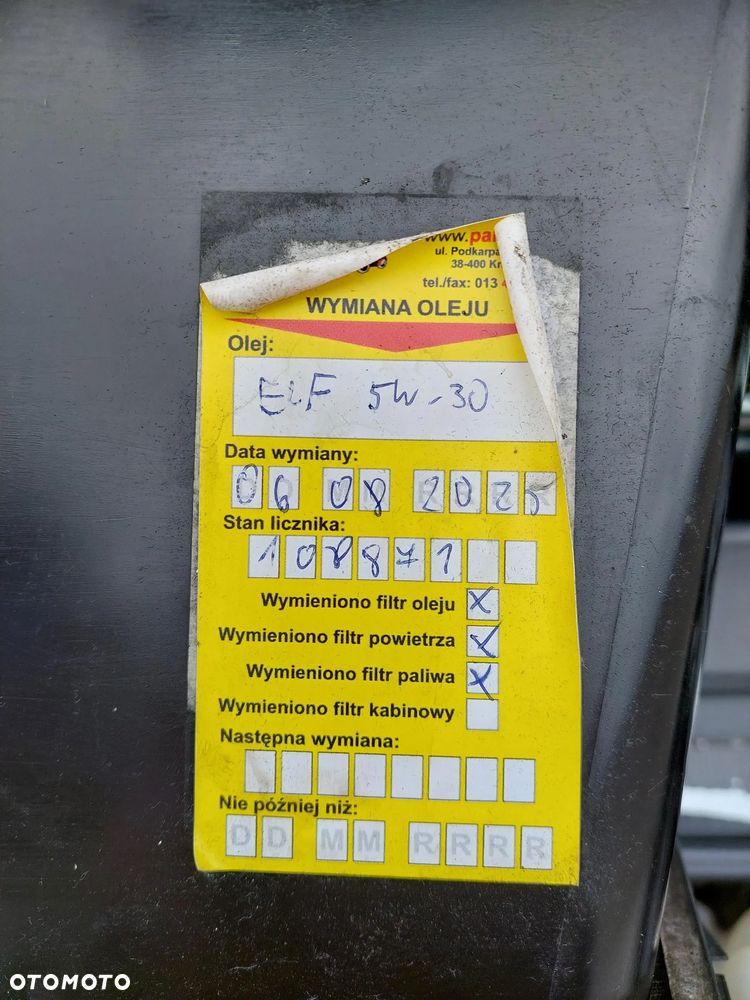 www.pa
ul. Podkarpa
38-400 Kr
tel./fax: 013 4
WYMIANA OLEJU
Olej:
ELF 5W-30
Data wymiany:
06 08 2025
Stan licznika:
108871
Wymieniono filtr oleju X
Wymieniono filtr powietrza X
Wymieniono filtr paliwa X
Wymieniono filtr kabinowy
Następna wymiana:
Nie później niż:
DD MM RRRR
OTOMOTO